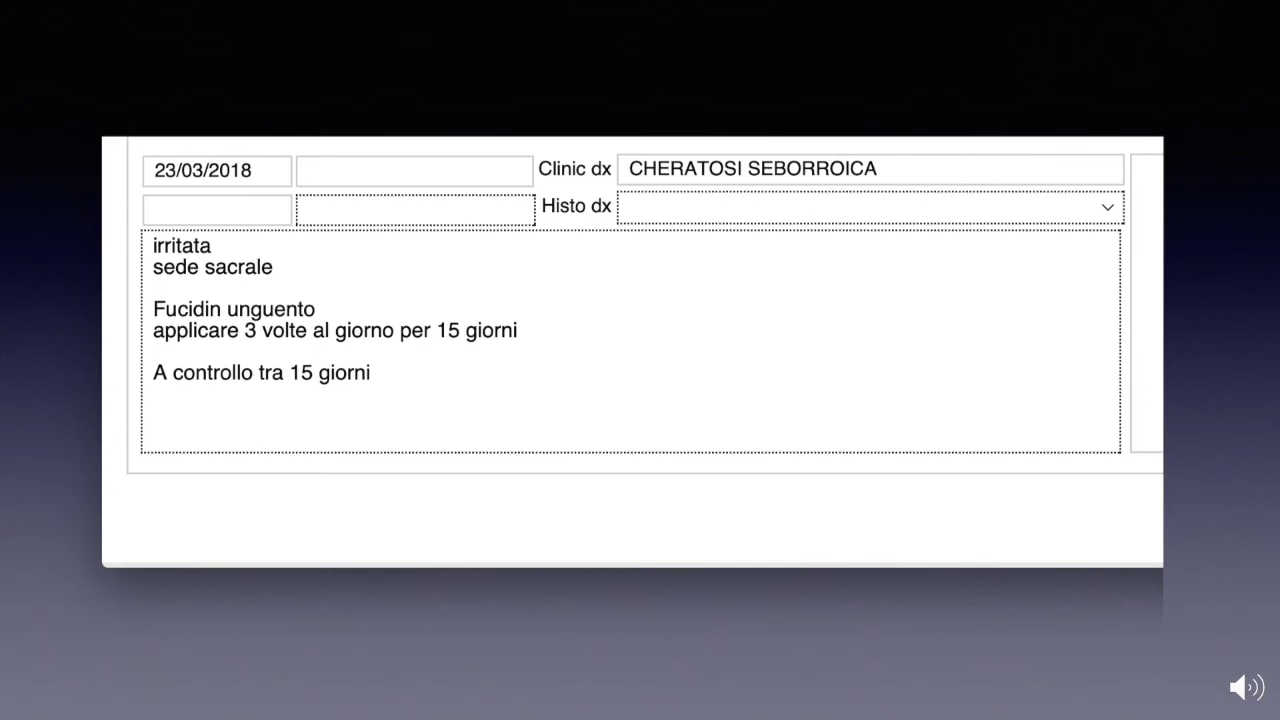 23/03/2018 Clinic dx CHERATOSI SEBORROICA
Histo dx
irritata
sede sacrale
Fucidin unguento
applicare 3 volte al giorno per 15 giorni
A controllo tra 15 giorni